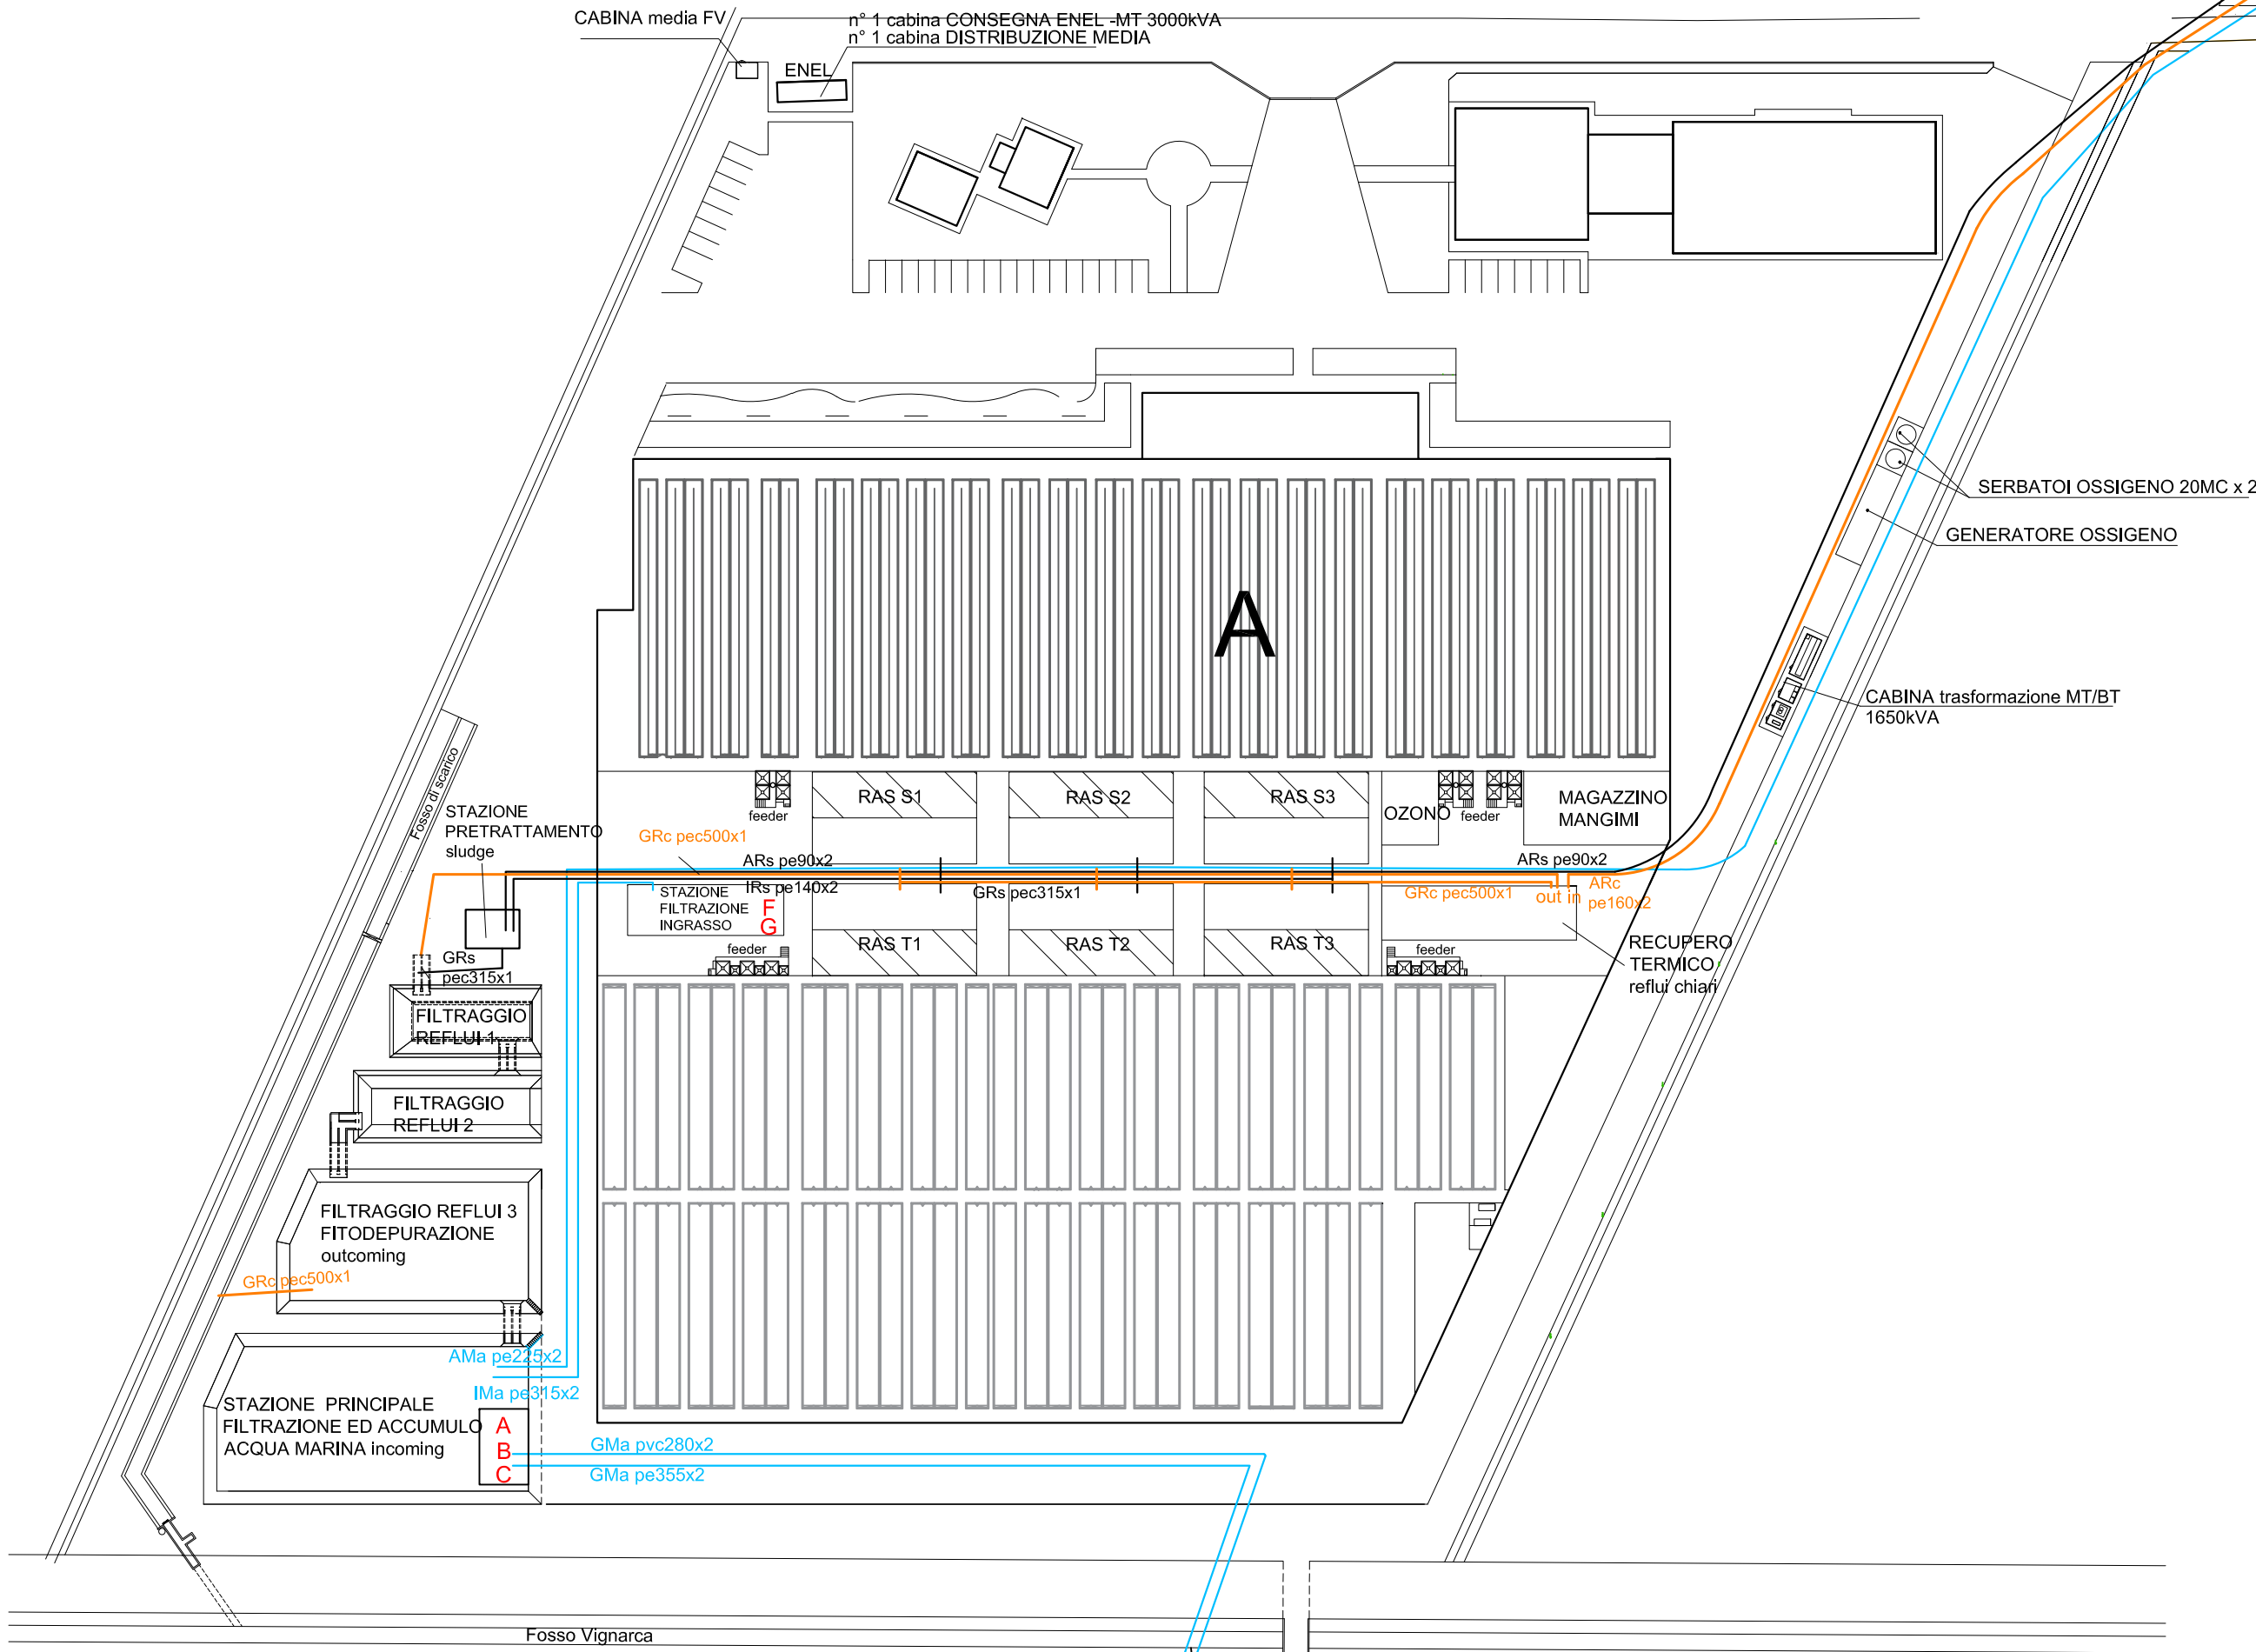 CABINA media FV
n° 1 cabina CONSEGNA ENEL -MT 3000kVA
n° 1 cabina DISTRIBUZIONE MEDIA
ENEL
SERBATOI OSSIGENO 20MC x 2
GENERATORE OSSIGENO
A
CABINA trasformazione MT/BT
1650kVA
Fosso di scarico
STAZIONE
PRETRATTAMENTO
sludge
feeder
RAS S1
RAS S2
RAS S3
OZONO
feeder
MAGAZZINO
MANGIMI
GRc pec500x1
ARs pe90x2
ARs pe90x2
IRs pe140x2
GRs pec315x1
GRc pec500x1
out in
ARc
pe160x2
STAZIONE
FILTRAZIONE
INGRASSO
F
G
feeder
RAS T1
RAS T2
RAS T3
feeder
RECUPERO
TERMICO
reflui chiari
GRs
pec315x1
FILTRAGGIO
REFLUI 1
FILTRAGGIO
REFLUI 2
FILTRAGGIO REFLUI 3
FITODEPURAZIONE
outcoming
GRc pec500x1
AMa pe225x2
IMa pe315x2
STAZIONE PRINCIPALE
FILTRAZIONE ED ACCUMULO
ACQUA MARINA incoming
A
B
C
GMa pvc280x2
GMa pe355x2
Fosso Vignarca